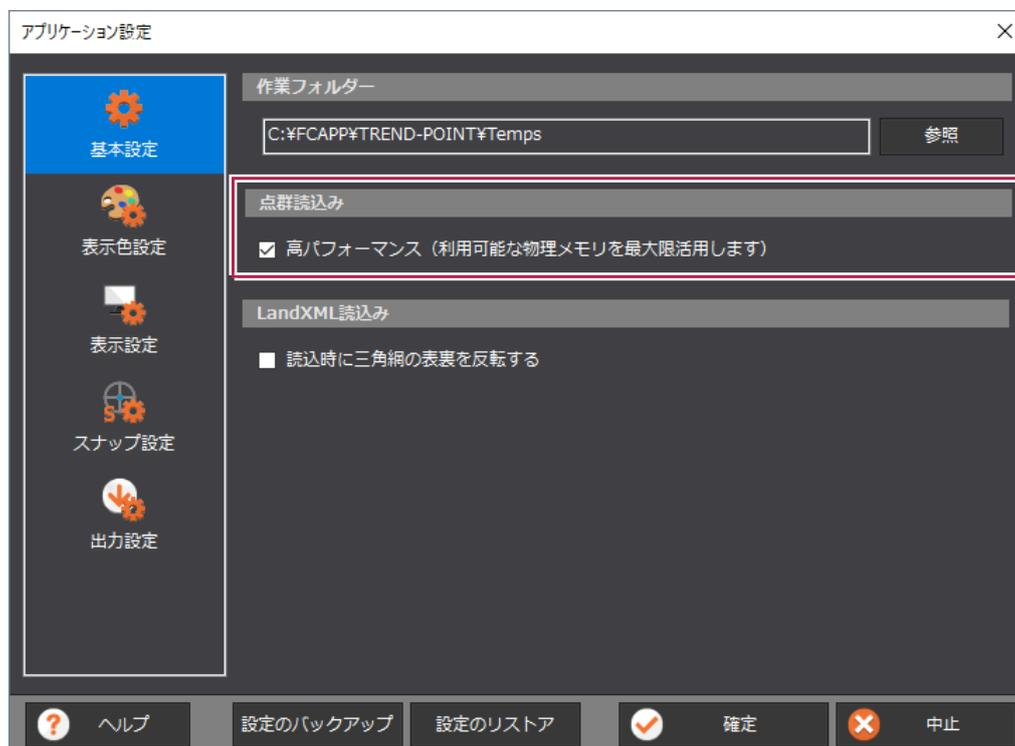 アプリケーション設定
基本設定
表示色設定
表示設定
スナップ設定
出力設定
作業フォルダー
C:¥FCAPP¥TREND-POINT¥Temps
参照
点群読込み
高パフォーマンス（利用可能な物理メモリを最大限活用します）
LandXML読込み
読込時に三角網の表裏を反転する
ヘルプ
設定のバックアップ
設定のリストア
確定
中止